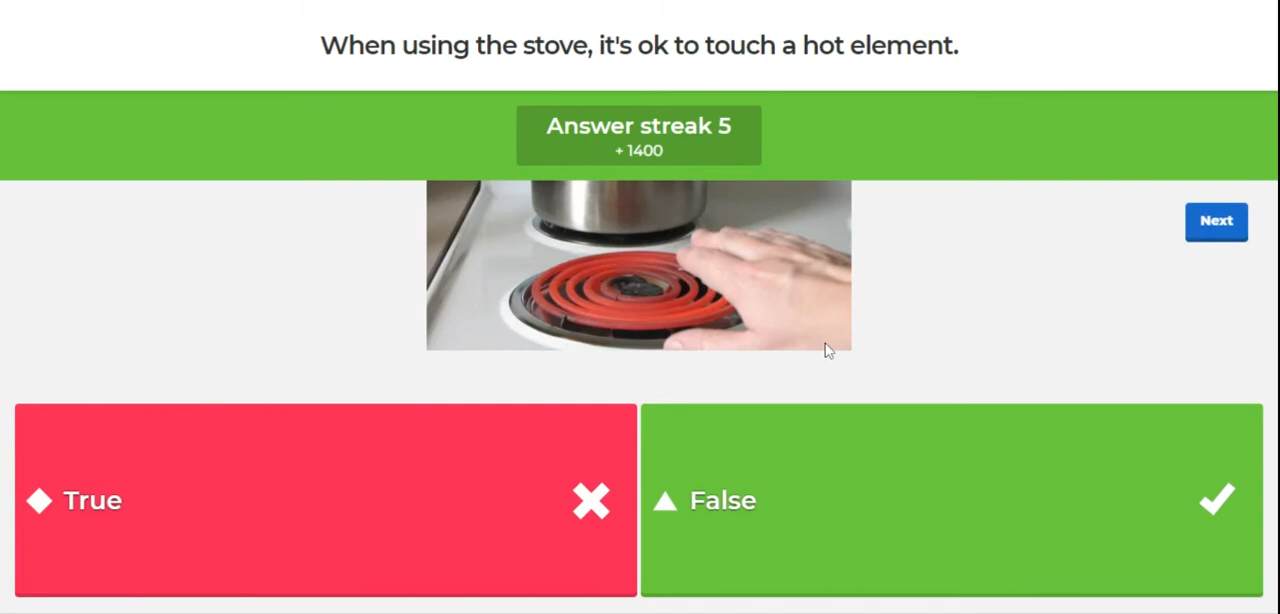 When using the stove, it's ok to touch a hot element.
Answer streak 5
+ 1400
Next
True
False